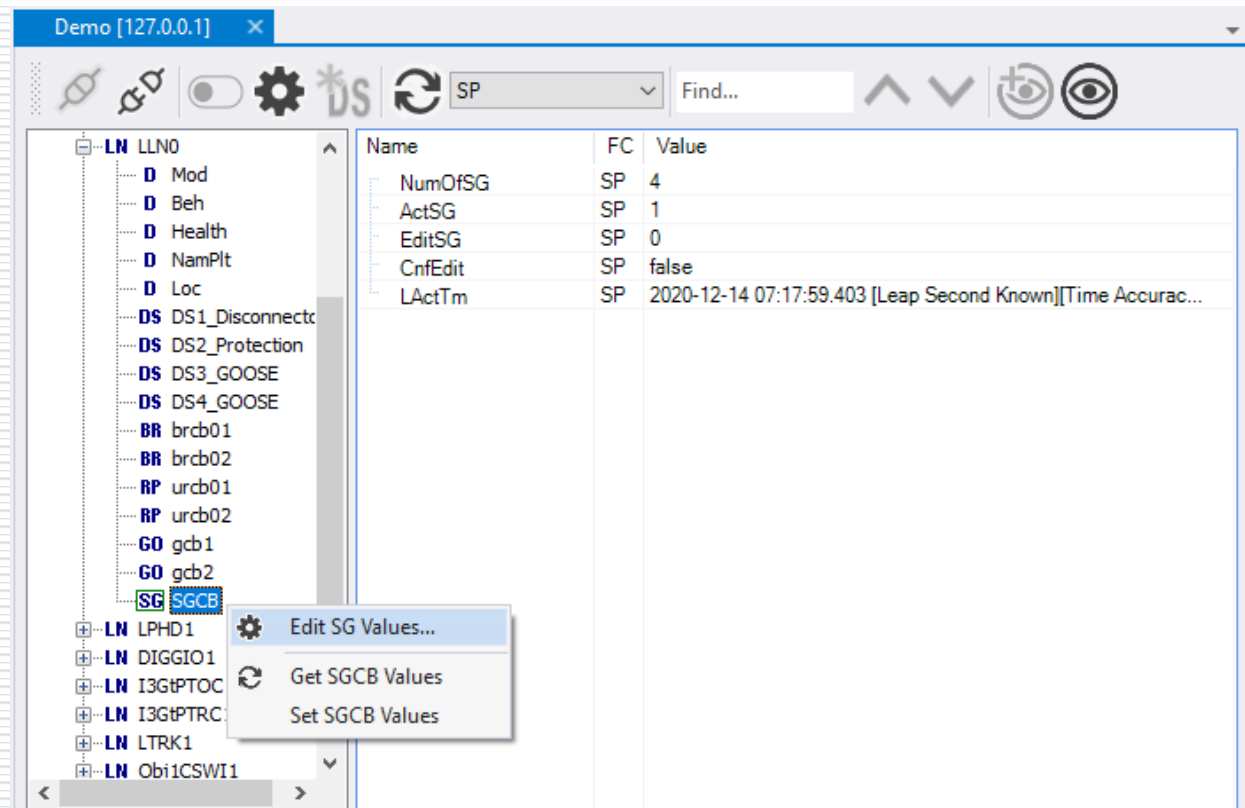 Demo [127.0.0.1]
DS
SP
Find...
LN LLN0
D Mod
D Beh
D Health
D NamPlt
D Loc
DS DS1_Disconnectc
DS DS2_Protection
DS DS3_GOOSE
DS DS4_GOOSE
BR brcb01
BR brcb02
RP urcb01
RP urcb02
GO gcb1
GO gcb2
SG SGCB
LN LPHD1
LN DIGGIO1
LN I3GtPTOC
LN I3GtPTRC
LN LTRK1
LN Obi1CSWI1
Name FC Value
NumOfSG SP 4
ActSG SP 1
EditSG SP 0
CnfEdit SP false
LActTm SP 2020-12-14 07:17:59.403 [Leap Second Known][Time Accurac...
Edit SG Values...
Get SGCB Values
Set SGCB Values